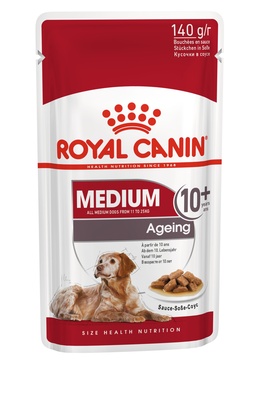 140 g/г
Bouchées en sauce
Stückchen in Soße
Кусочки в соусе
ROYAL CANIN
HEALTH NUTRITION SINCE 1968
MEDIUM
ALL MEDIUM DOGS FROM 11 TO 25KG
10+
Ageing
À partir de 10 ans
Ab dem 10. Lebensjahr
Vanaf 10 jaar
Sauce-Soße-Соус
SIZE HEALTH NUTRITION